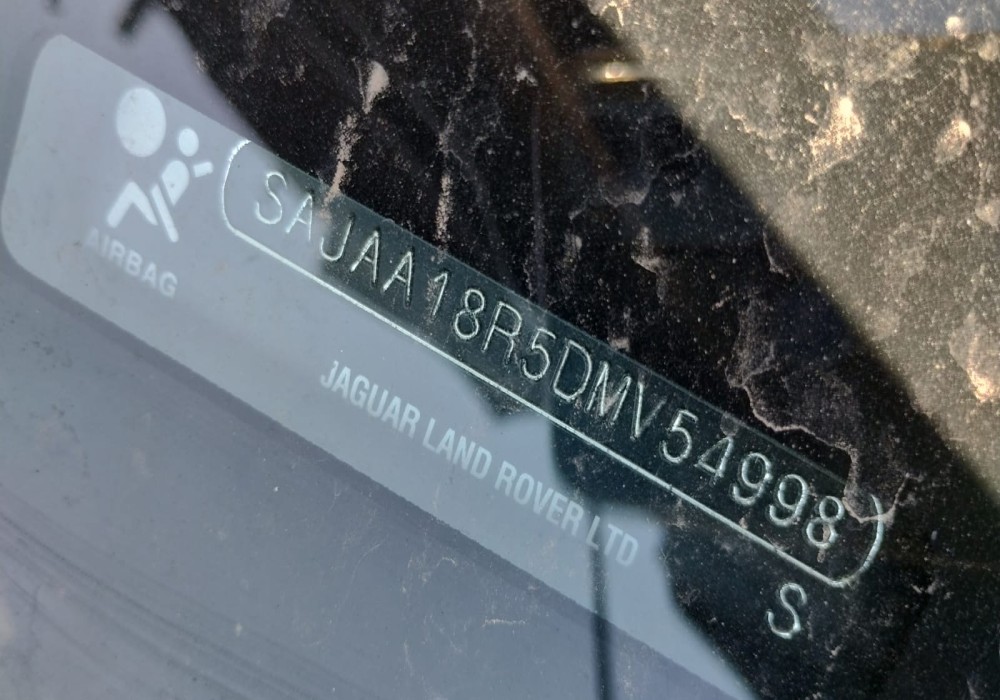 SAJAA18R5DMV54998
AIRBAG
JAGUAR LAND ROVER LTD
S